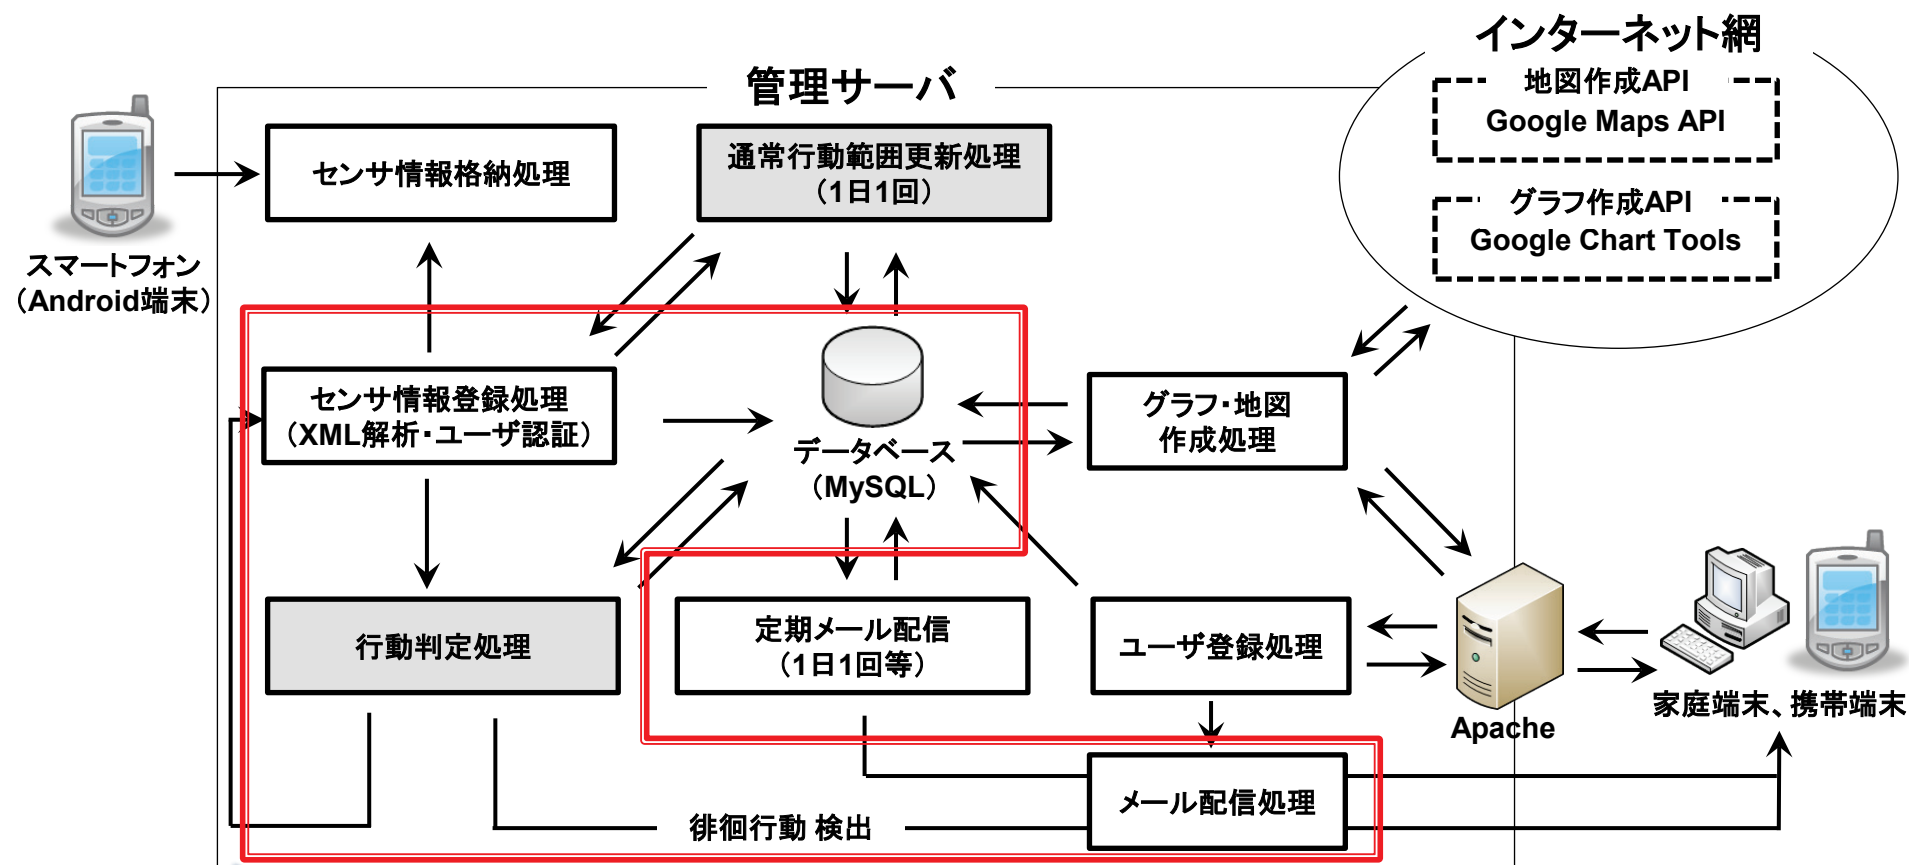 インターネット網
管理サーバ
地図作成API
Google Maps API
グラフ作成API
Google Chart Tools
センサ情報格納処理
通常行動範囲更新処理
（1日1回）
スマートフォン
（Android端末）
センサ情報登録処理
（XML解析・ユーザ認証）
データベース
（MySQL）
グラフ・地図
作成処理
行動判定処理
定期メール配信
（1日1回等）
ユーザ登録処理
Apache
家庭端末、携帯端末
メール配信処理
徘徊行動 検出